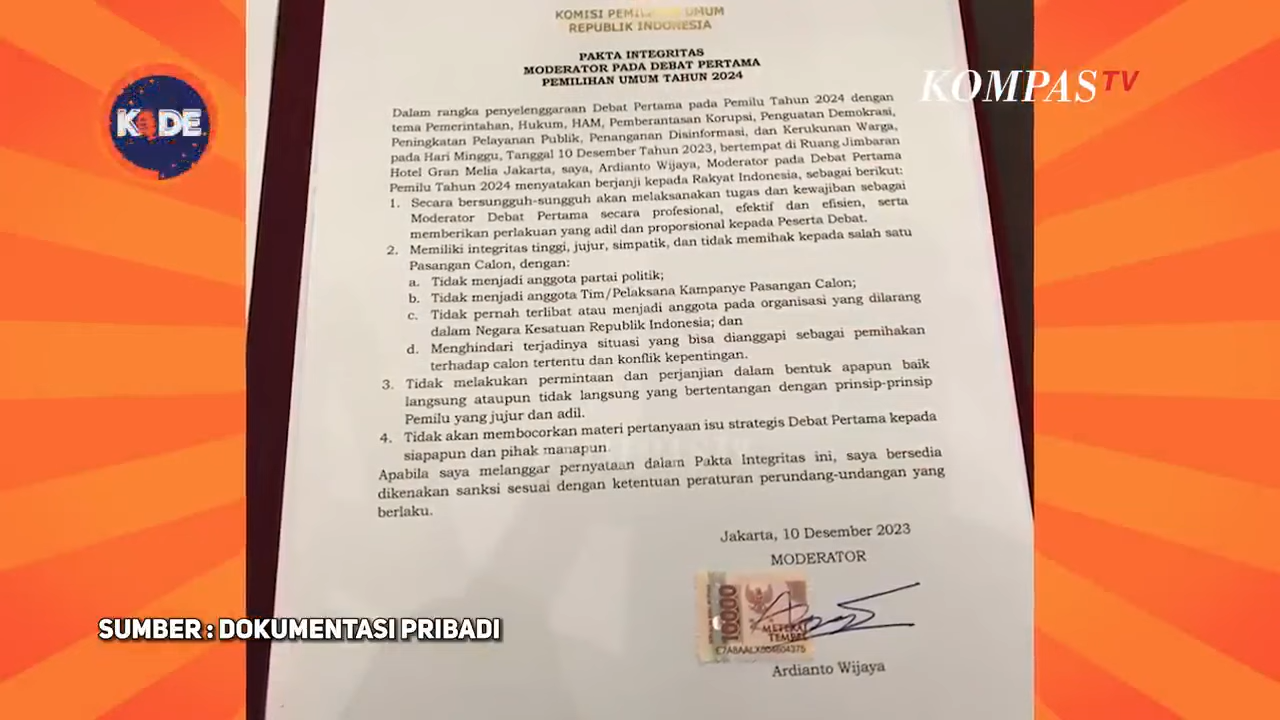 KOMISI PEMILIHAN UMUM
REPUBLIK INDONESIA
PAKTA INTEGRITAS
MODERATOR PADA DEBAT PERTAMA
PEMILIHAN UMUM TAHUN 2024
K DE
KOMPAS TV
Dalam rangka penyelenggaraan Debat Pertama pada Pemilu Tahun 2024 dengan
tema Pemerintahan, Hukum, HAM, Pemberantasan Korupsi, Penguatan Demokrasi,
Peningkatan Pelayanan Publik, Penanganan Disinformasi, dan Kerukunan Warga,
pada Hari Minggu, Tanggal 10 Desember Tahun 2023, bertempat di Ruang Jimbaran
Hotel Gran Melia Jakarta, saya, Ardianto Wijaya, Moderator pada Debat Pertama
Pemilu Tahun 2024 menyatakan berjanji kepada Rakyat Indonesia, sebagai berikut:
1. Secara bersungguh-sungguh akan melaksanakan tugas dan kewajiban sebagai
Moderator Debat Pertama secara profesional, efektif dan efisien, serta
memberikan perlakuan yang adil dan proporsional kepada Peserta Debat.
2. Memiliki integritas tinggi, jujur, simpatik, dan tidak memihak kepada salah satu
Pasangan Calon, dengan:
a. Tidak menjadi anggota partai politik;
b. Tidak menjadi anggota Tim/Pelaksana Kampanye Pasangan Calon;
c. Tidak pernah terlibat atau menjadi anggota pada organisasi yang dilarang
dalam Negara Kesatuan Republik Indonesia; dan
d. Menghindari terjadinya situasi yang bisa dianggapi sebagai pemihakan
terhadap calon tertentu dan konflik kepentingan.
3. Tidak melakukan permintaan dan perjanjian dalam bentuk apapun baik
langsung ataupun tidak langsung yang bertentangan dengan prinsip-prinsip
Pemilu yang jujur dan adil.
4. Tidak akan membocorkan materi pertanyaan isu strategis Debat Pertama kepada
siapapun dan pihak manapun.
Apabila saya melanggar pernyataan dalam Pakta Integritas ini, saya bersedia
dikenakan sanksi sesuai dengan ketentuan peraturan perundang-undangan yang
berlaku.
Jakarta, 10 Desember 2023
MODERATOR
10000
METERAI
TEMPEL
Ardianto Wijaya
SUMBER : DOKUMENTASI PRIBADI